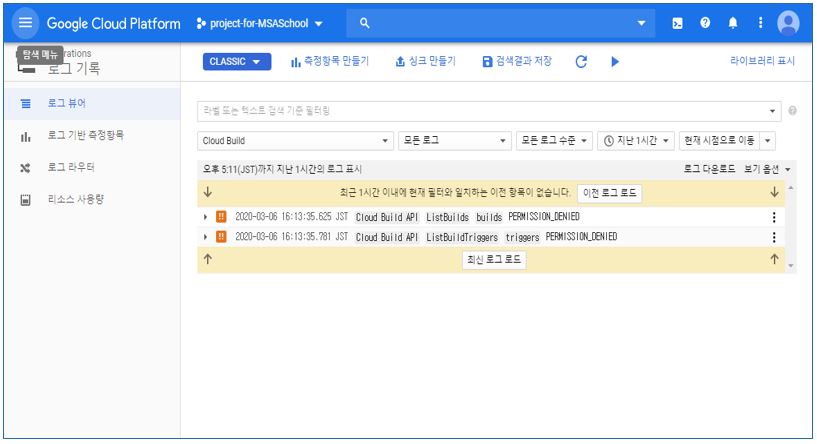 Google Cloud Platform
project-for-MSASchool
탐색 메뉴
로그 기록
CLASSIC
측정항목 만들기
싱크 만들기
검색결과 저장
라이브러리 표시
로그 뷰어
로그 기반 측정항목
로그 라우터
리소스 사용량
라벨 또는 텍스트 검색 기준 필터링
Cloud Build
모든 로그
모든 로그 수준
지난 1시간
현재 시점으로 이동
오후 5:11(JST)까지 지난 1시간의 로그 표시
로그 다운로드
보기 옵션
최근 1시간 이내에 현재 필터와 일치하는 이전 항목이 없습니다.
이전 로그 로드
!! 2020-03-06 16:13:35.625 JST Cloud Build API ListBuilds builds PERMISSION_DENIED
!! 2020-03-06 16:13:35.781 JST Cloud Build API ListBuildTriggers triggers PERMISSION_DENIED
최신 로그 로드